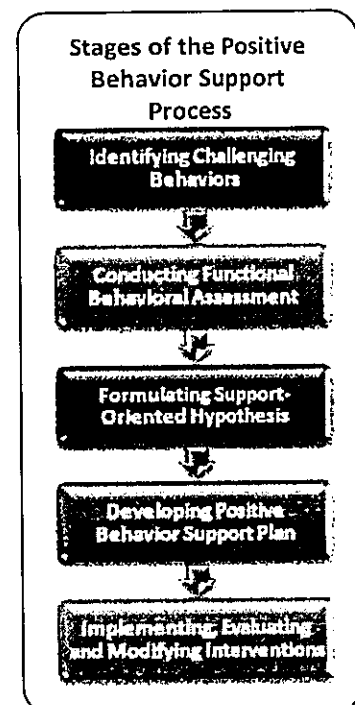 Stages of the Positive
Behavior Support
Process
Identifying Challenging
Behaviors
Conducting Functional
Behavioral Assessment
Formulating Support-
Oriented Hypothesis
Developing Positive
Behavior Support Plan
Implementing, Evaluating
and Modifying Interventions